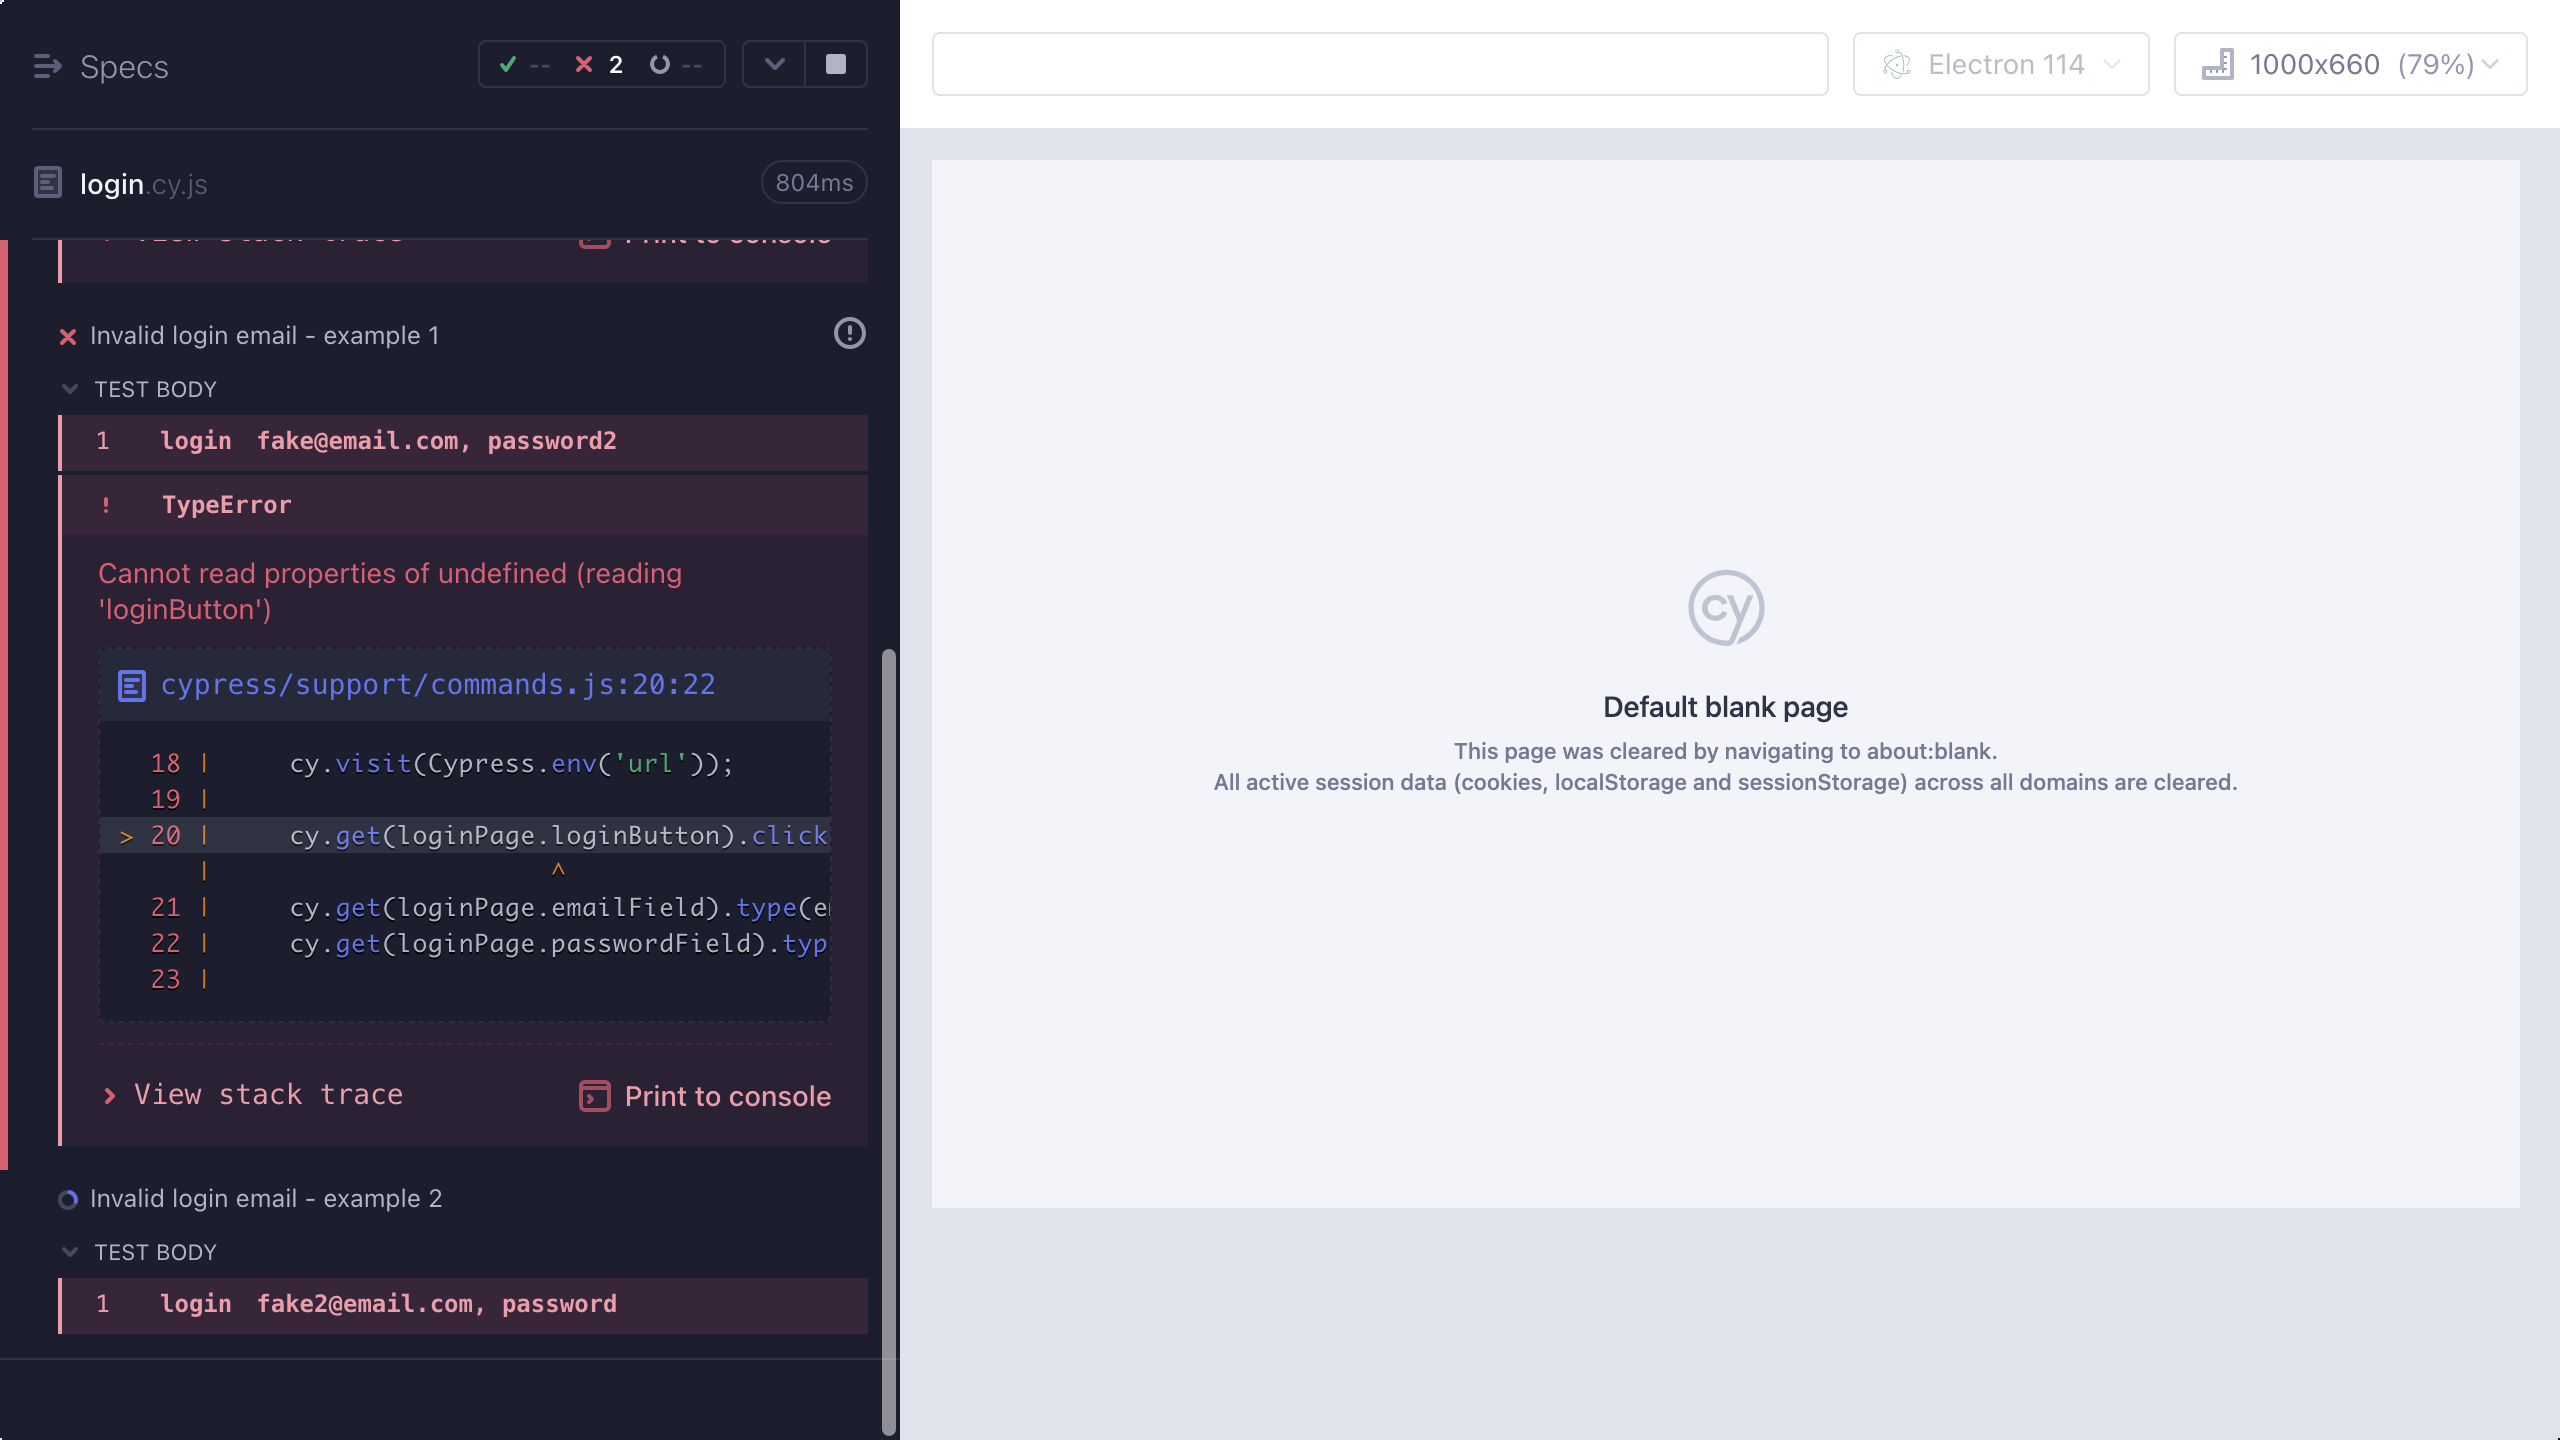 Specs
-- 2 --
login.cy.js
804ms
View stack trace
Print to console
Invalid login email - example 1
TEST BODY
1 login fake@email.com, password2
! TypeError
Cannot read properties of undefined (reading
'loginButton')
cypress/support/commands.js:20:22
18 | cy.visit(Cypress.env('url'));
19 |
> 20 | cy.get(loginPage.loginButton).click
| ^
21 | cy.get(loginPage.emailField).type(e
22 | cy.get(loginPage.passwordField).typ
23 |
View stack trace
Print to console
Invalid login email - example 2
TEST BODY
1 login fake2@email.com, password
Electron 114
1000x660 (79%)
cy
Default blank page
This page was cleared by navigating to about:blank.
All active session data (cookies, localStorage and sessionStorage) across all domains are cleared.